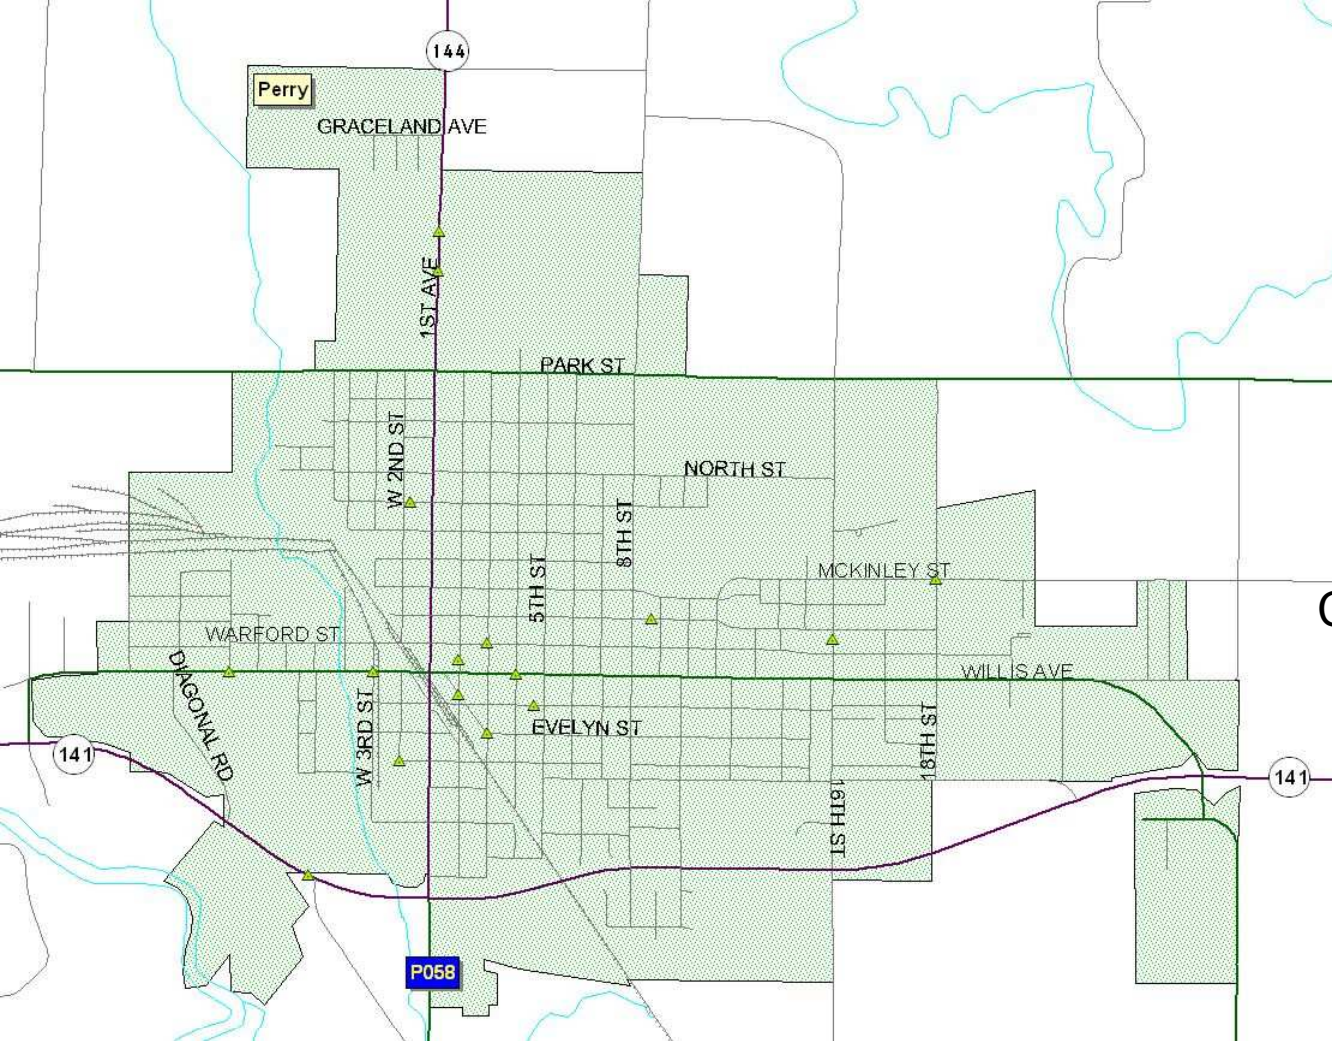 144
Perry
GRACELAND AVE
1ST AVE
PARK ST
W 2ND ST
NORTH ST
8TH ST
5TH ST
MCKINLEY ST
WARFORD ST
DIAGONAL RD
WILLIS AVE
W 3RD ST
EVELYN ST
18TH ST
141
141
16TH ST
P058